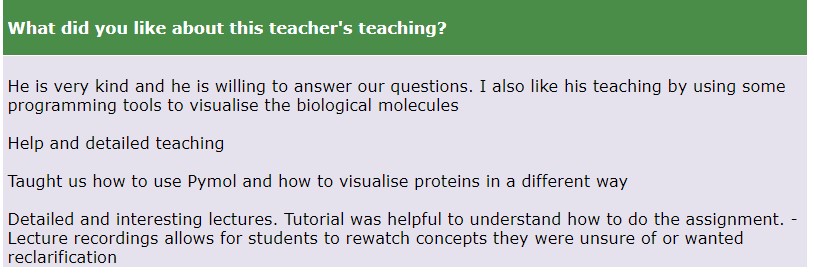 What did you like about this teacher's teaching?
He is very kind and he is willing to answer our questions. I also like his teaching by using some
programming tools to visualise the biological molecules
Help and detailed teaching
Taught us how to use Pymol and how to visualise proteins in a different way
Detailed and interesting lectures. Tutorial was helpful to understand how to do the assignment. -
Lecture recordings allows for students to rewatch concepts they were unsure of or wanted
reclarification